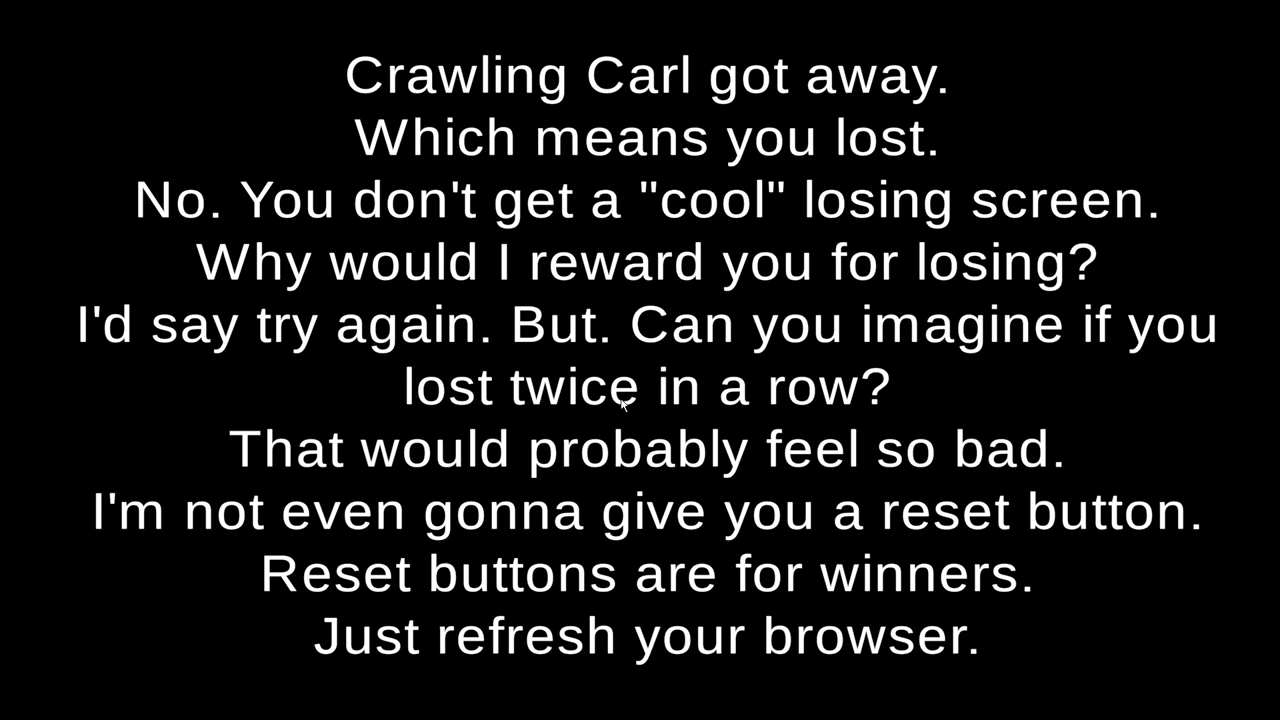 Crawling Carl got away.
Which means you lost.
No. You don't get a "cool" losing screen.
Why would I reward you for losing?
I'd say try again. But. Can you imagine if you
lost twice in a row?
That would probably feel so bad.
I'm not even gonna give you a reset button.
Reset buttons are for winners.
Just refresh your browser.